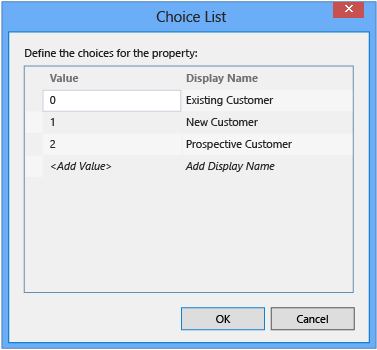 Choice List
Define the choices for the property:
Value Display Name
0 Existing Customer
1 New Customer
2 Prospective Customer
<Add Value> Add Display Name
OK Cancel